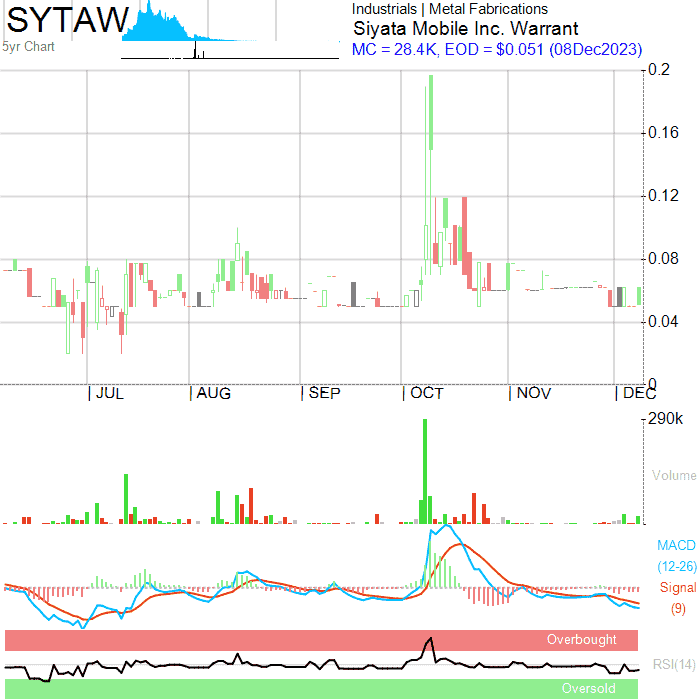 SYTAW
5yr Chart
Industrials | Metal Fabrications
Siyata Mobile Inc. Warrant
MC = 28.4K, EOD = $0.051 (08Dec2023)
0.2
0.16
0.12
0.08
0.04
0
JUL AUG SEP OCT NOV DEC
290k
Volume
MACD
(12-26)
Signal
(9)
Overbought
RSI(14)
Oversold